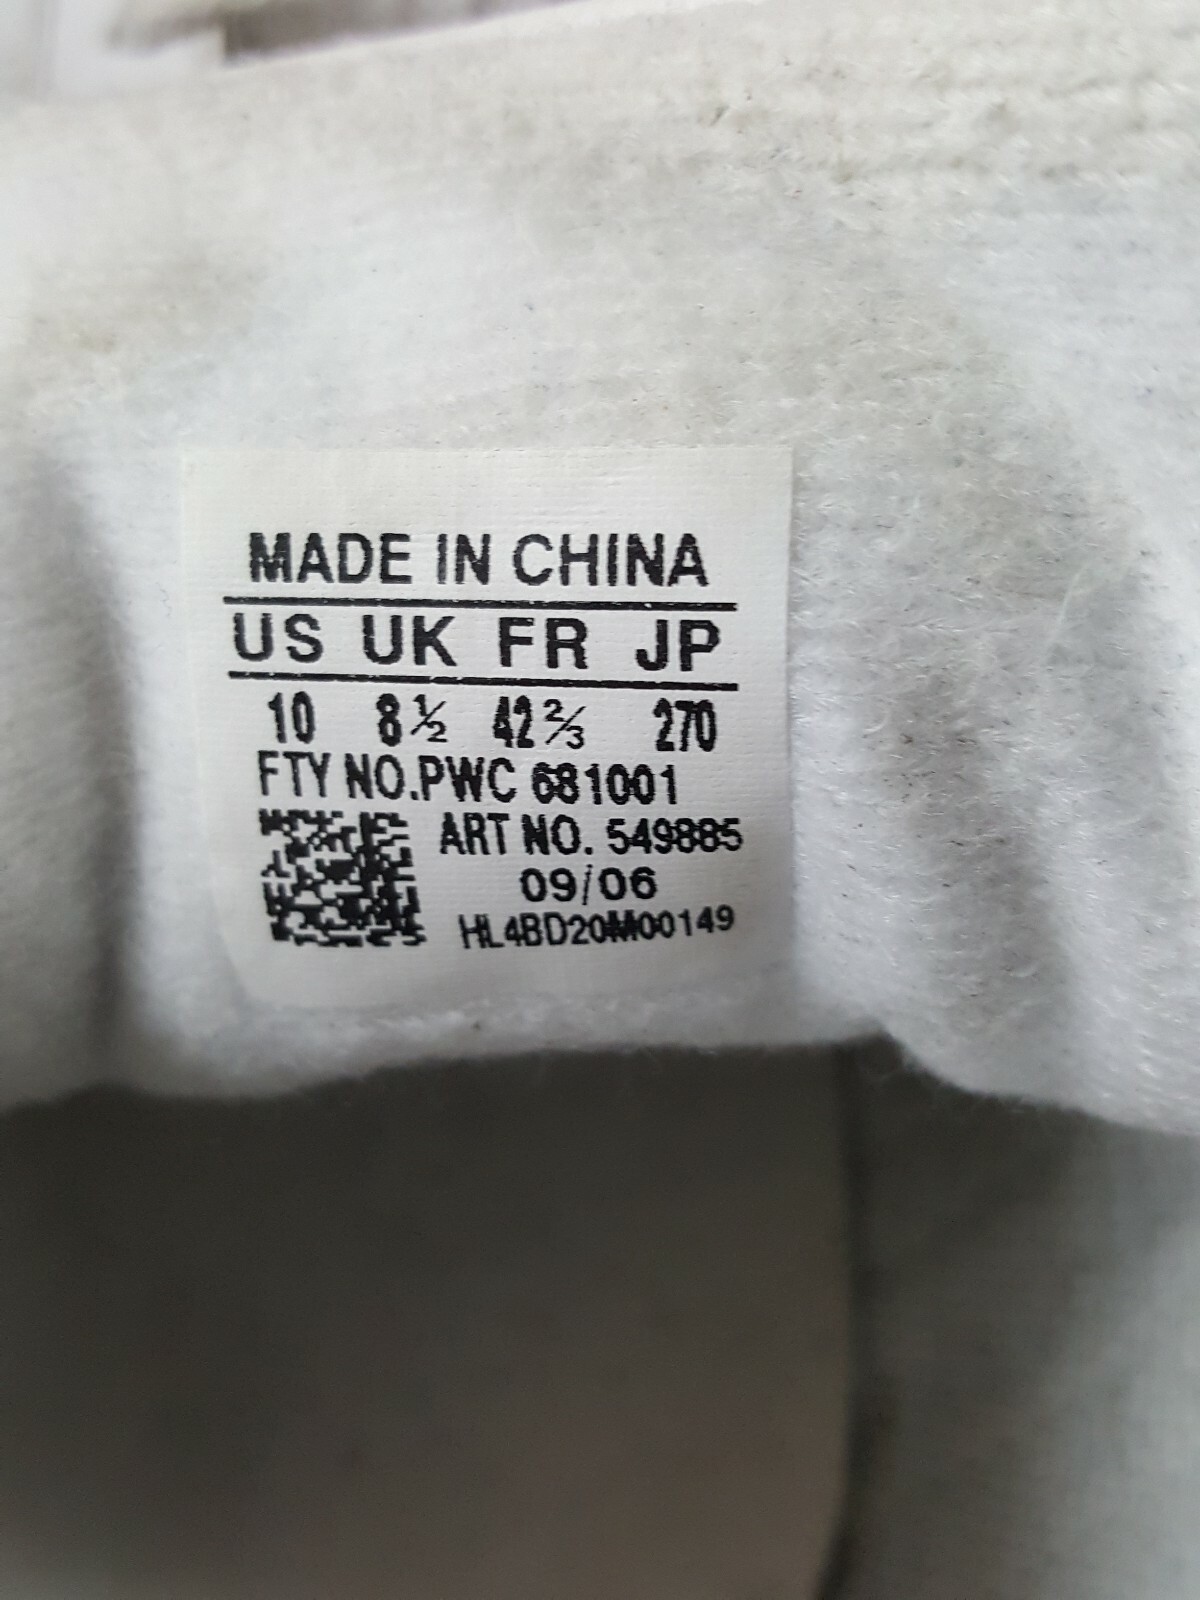 MADE IN CHINA
US UK FR JP
10 8½ 42⅔ 270
FTY NO.PWC 681001
ART NO. 549885
09/06
HL4BD20M00149